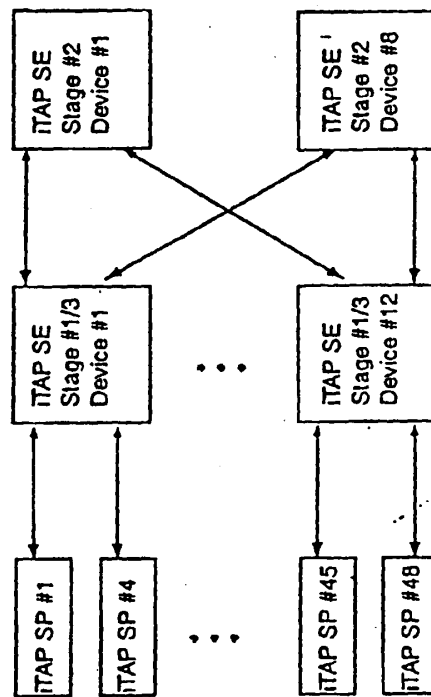 iTAP SP #1
iTAP SP #4
iTAP SP #45
iTAP SP #48
iTAP SE
Stage #1/3
Device #1
iTAP SE
Stage #1/3
Device #12
iTAP SE
Stage #2
Device #1
iTAP SE
Stage #2
Device #8